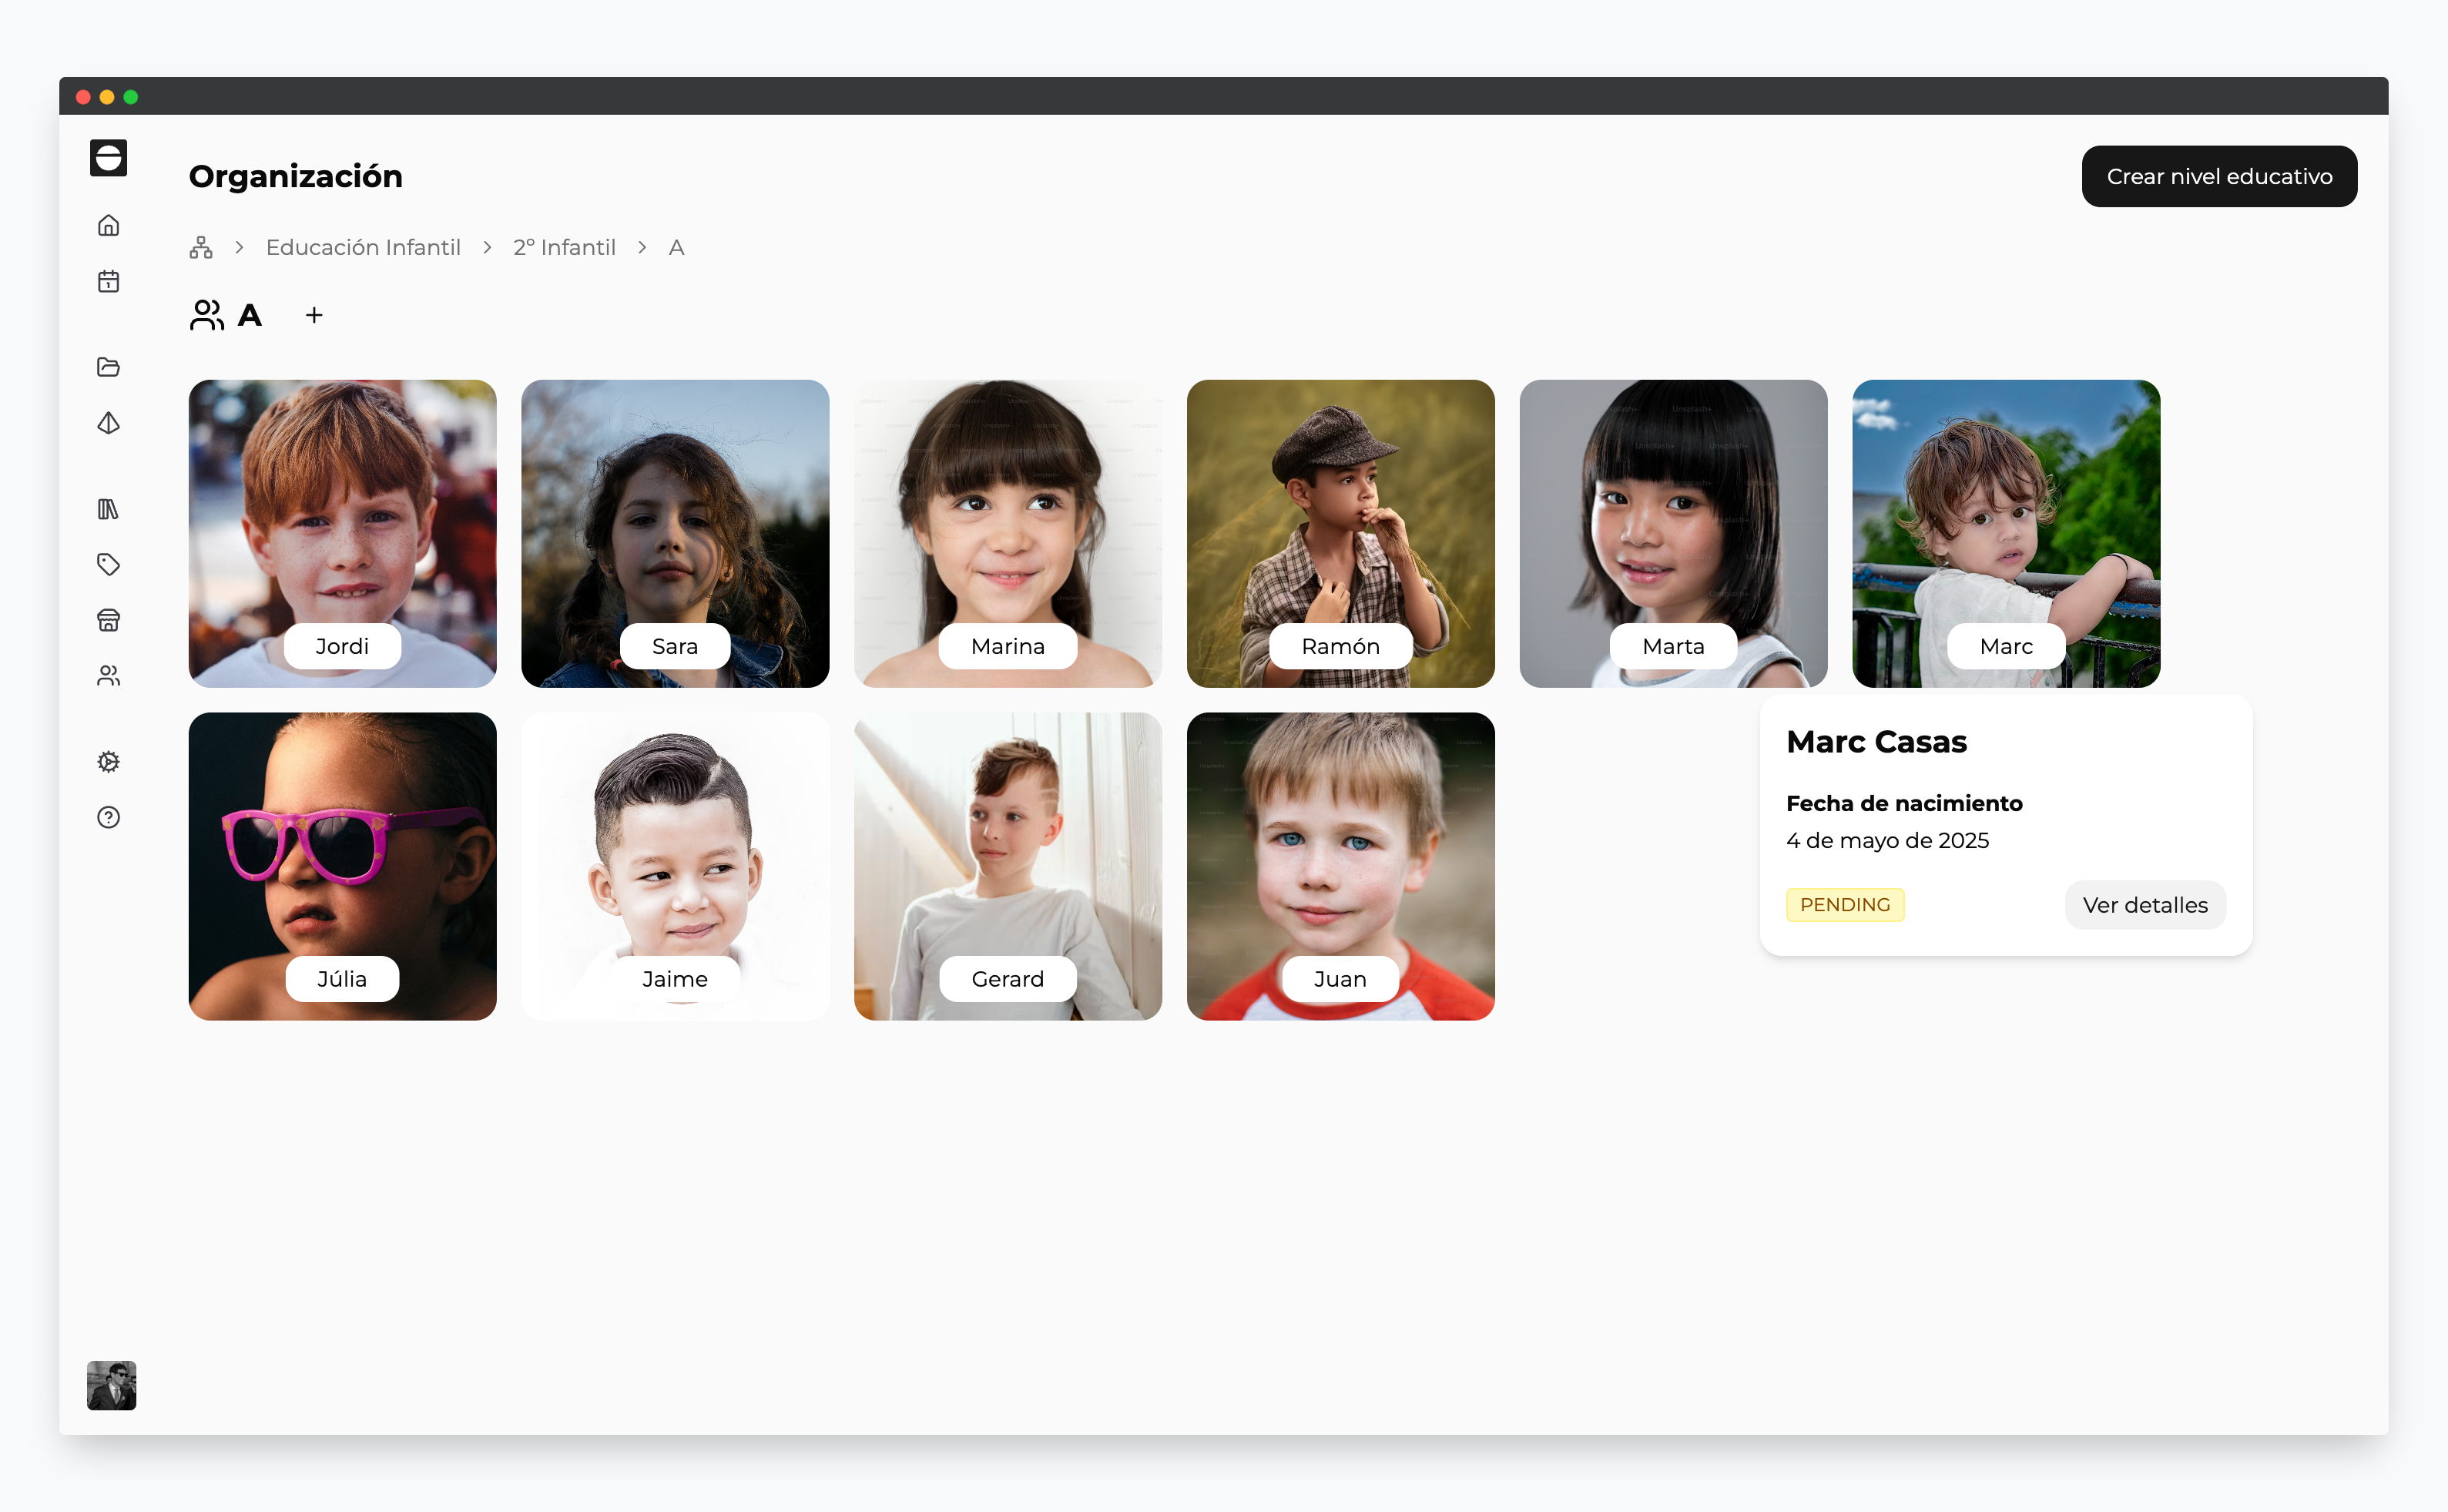 Organización
Crear nivel educativo
Educación Infantil
2º Infantil
A
A
Jordi
Sara
Marina
Ramón
Marta
Marc
Júlia
Jaime
Gerard
Juan
Marc Casas
Fecha de nacimiento
4 de mayo de 2025
PENDING
Ver detalles